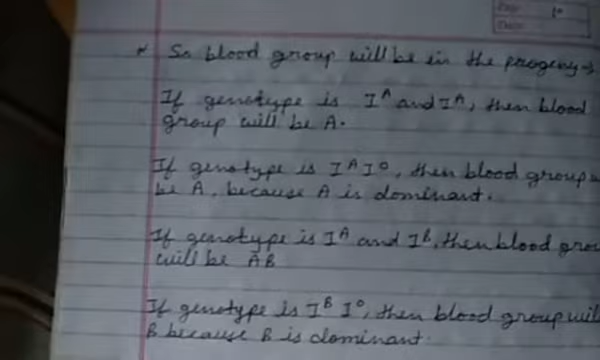 So blood group will be in the progeny→
If genotype is I^A and I^A, then blood
group will be A.
If genotype is I^A I^o, then blood group
be A, because A is dominant.
If genotype is I^A and I^B, then blood grou
will be AB
If genotype is I^B I^o, then blood group will
B because B is dominant.